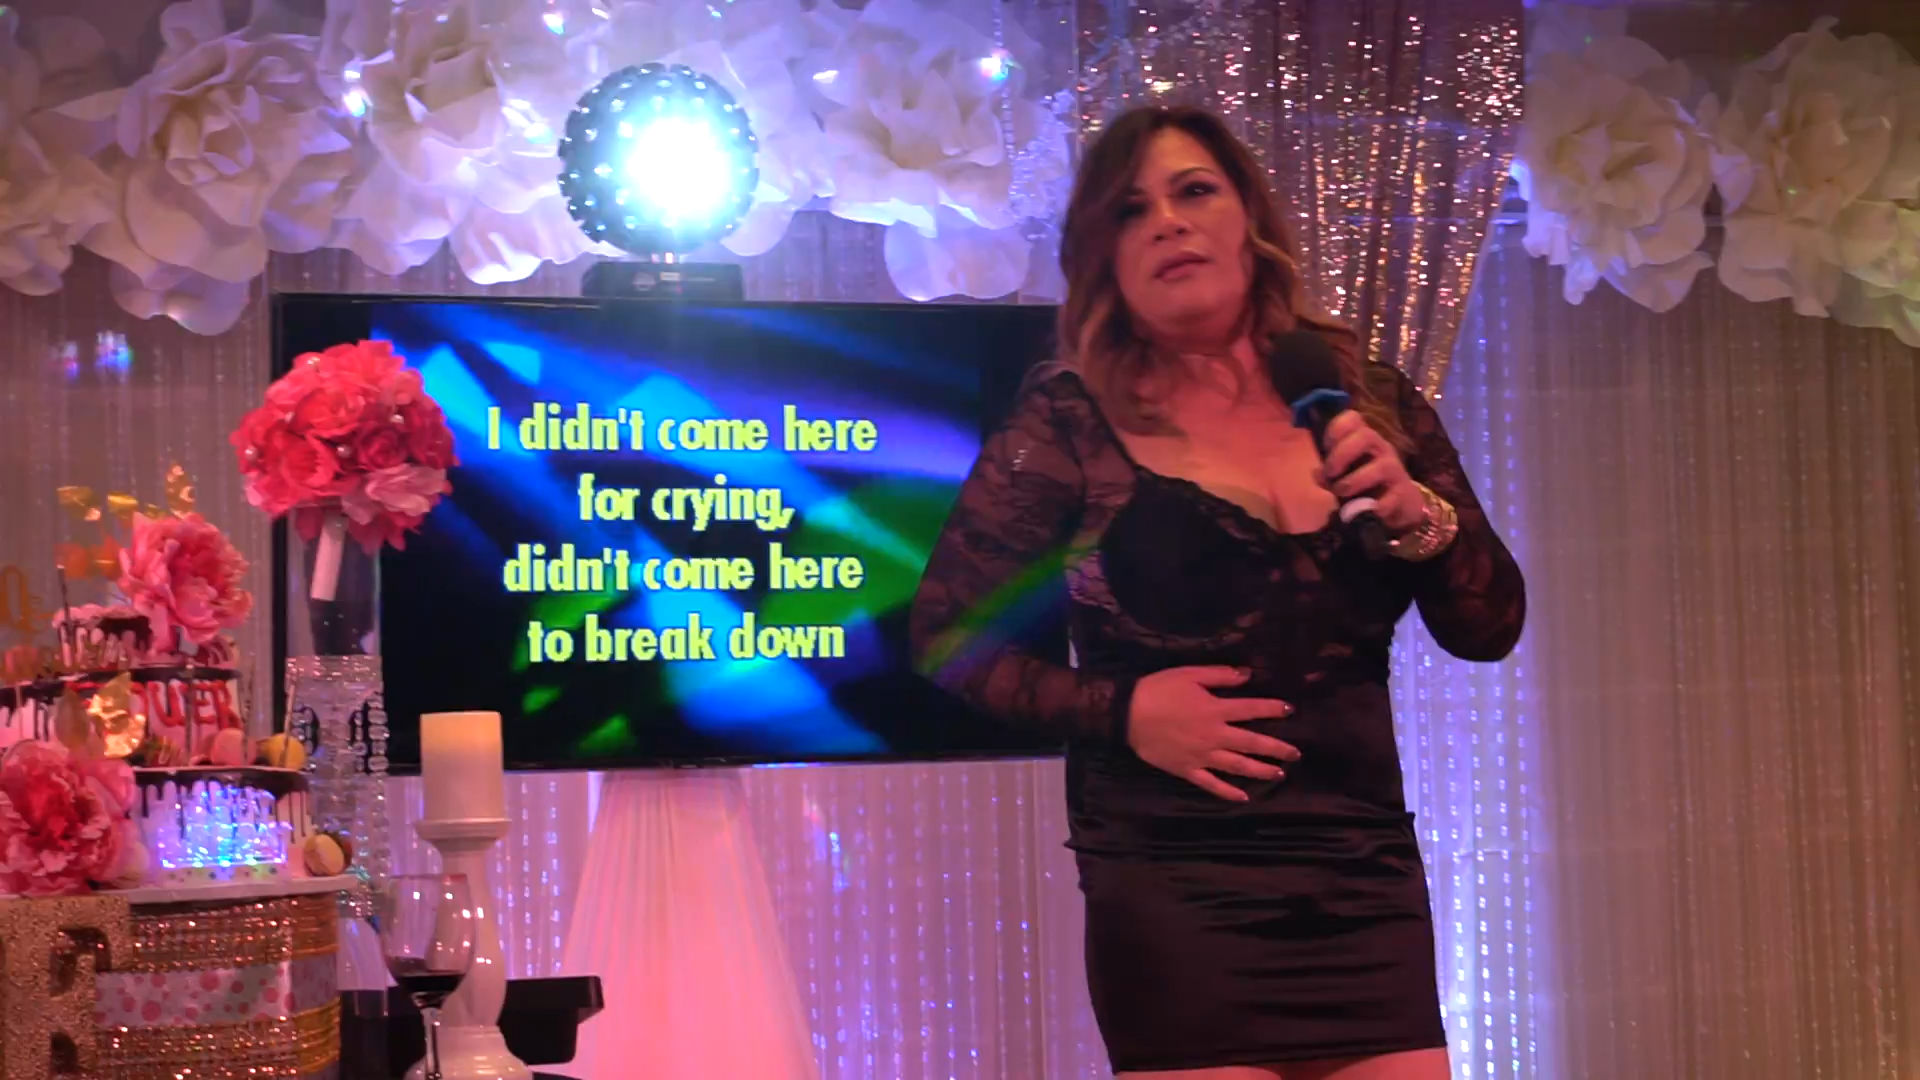 I didn't come here
for crying,
didn't come here
to break down